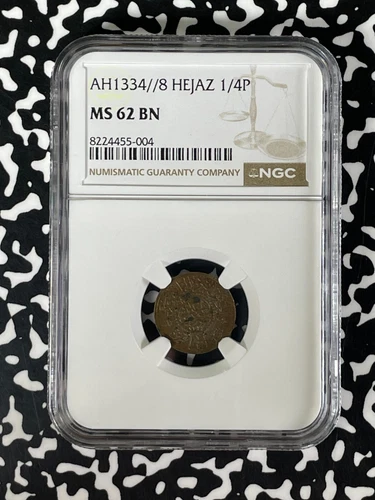 AH1334//8 HEJAZ 1/4P
MS 62 BN
8224455-004
NUMISMATIC GUARANTY COMPANY NGC